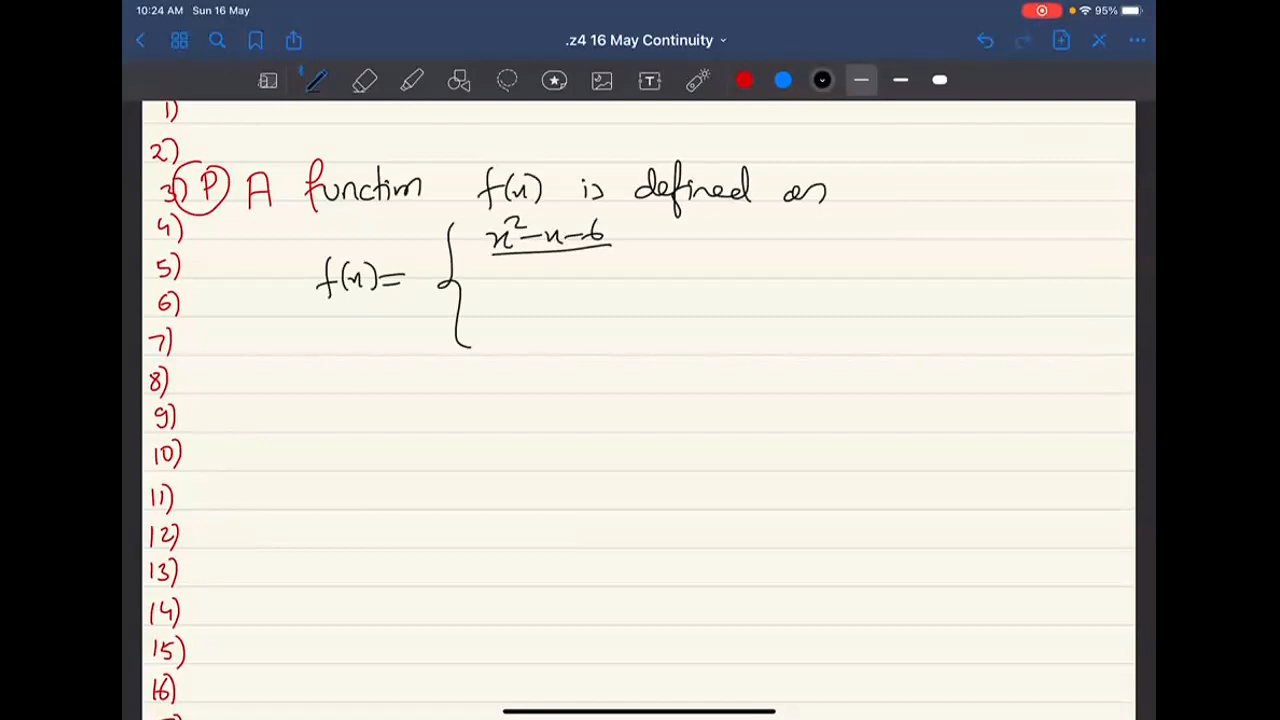 10:24 AM Sun 16 May 95%
.z4 16 May Continuity
1)
2)
3) P A function f(x) is defined as
4) x²-x-6
5) f(x)= {
6)
7)
8)
9)
10)
11)
12)
13)
14)
15)
16)